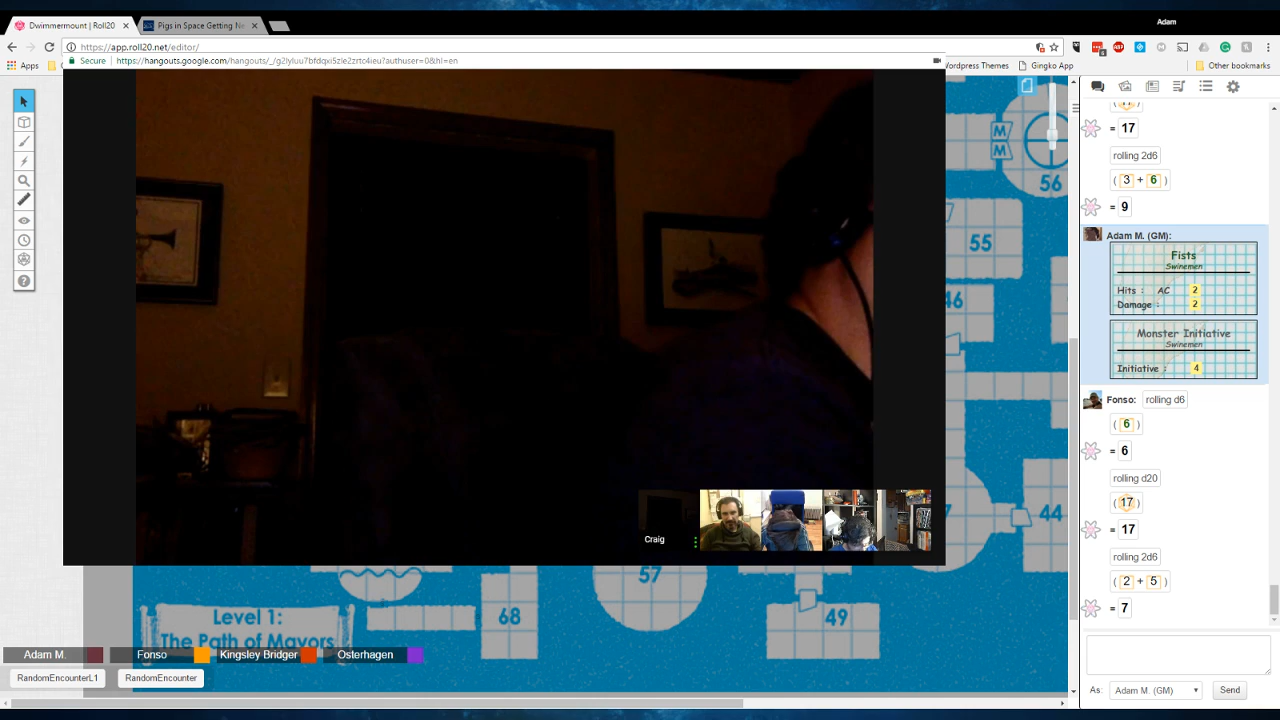 Adam
Dwimmermount | Roll20
Pigs in Space Getting Ne
https://app.roll20.net/editor/
Secure
https://hangouts.google.com/hangouts/_/
?authuser=0&hl=en
Apps
Wordpress Themes
Gingko App
Other bookmarks
M
M
56
55
46
44
57
68
49
Level 1:
The Path of Mavors
Craig
Adam M.
Fonso
Kingsley Bridger
Osterhagen
RandomEncounterL1
RandomEncounter
= 17
rolling 2d6
( 3 + 6 )
= 9
Adam M. (GM):
Fists
Swinemen
Hits : AC 2
Damage : 2
Monster Initiative
Swinemen
Initiative : 4
Fonso: rolling d6
( 6 )
= 6
rolling d20
( 17 )
= 17
rolling 2d6
( 2 + 5 )
= 7
As: Adam M. (GM)
Send